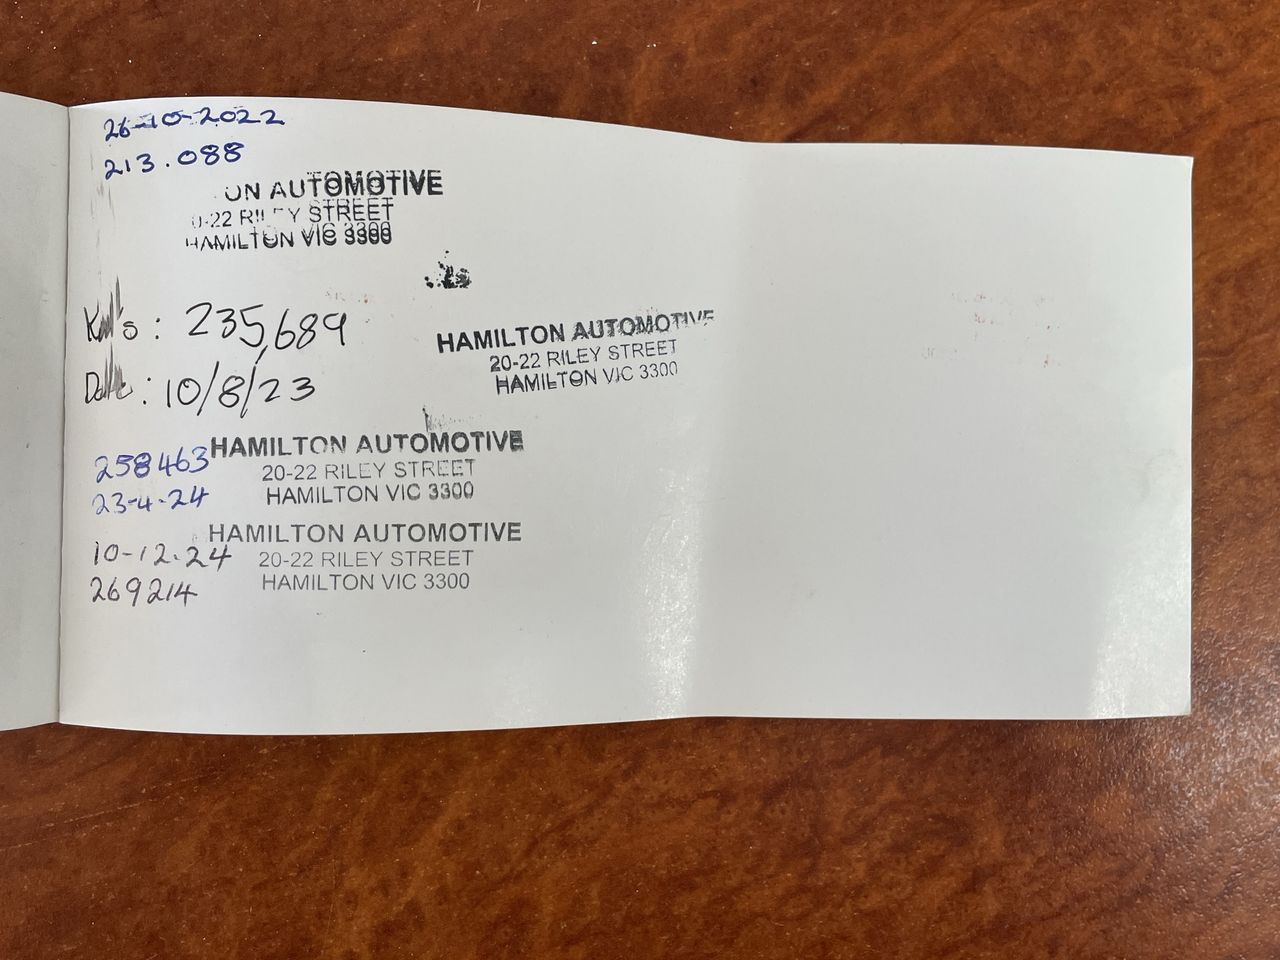 26-10-2022
213.088
ON AUTOMOTIVE
0-22 RILEY STREET
HAMILTON VIC 3300
Km's : 235,689
HAMILTON AUTOMOTIVE
20-22 RILEY STREET
HAMILTON VIC 3300
Date : 10/8/23
258463 HAMILTON AUTOMOTIVE
20-22 RILEY STREET
23-4-24 HAMILTON VIC 3300
HAMILTON AUTOMOTIVE
10-12-24 20-22 RILEY STREET
269214 HAMILTON VIC 3300